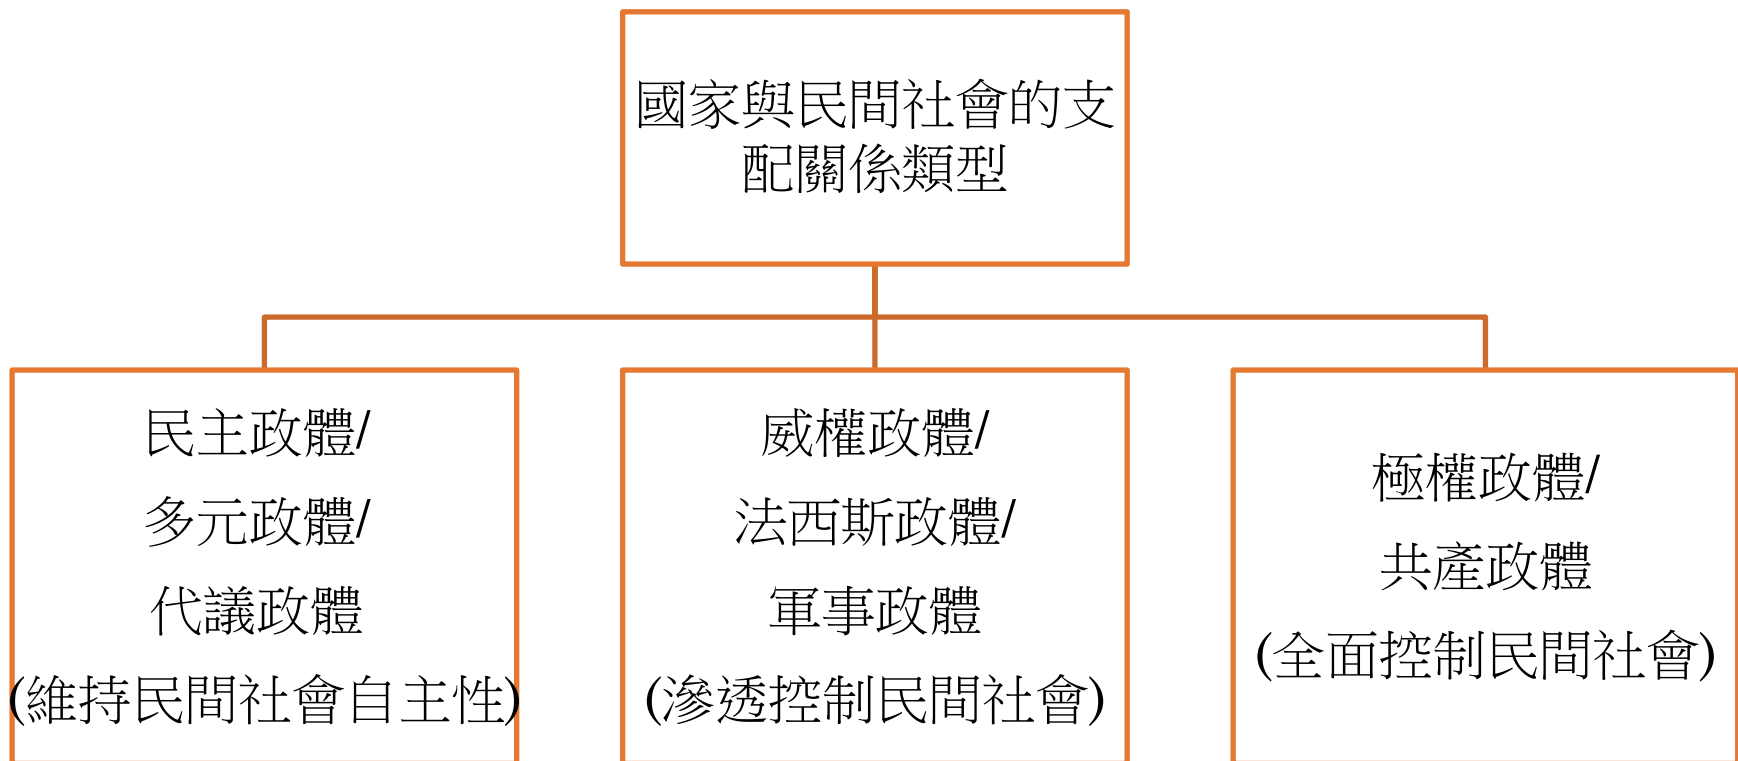 國家與民間社會的支
配關係類型
民主政體/
多元政體/
代議政體
(維持民間社會自主性)
威權政體/
法西斯政體/
軍事政體
(滲透控制民間社會)
極權政體/
共產政體
(全面控制民間社會)